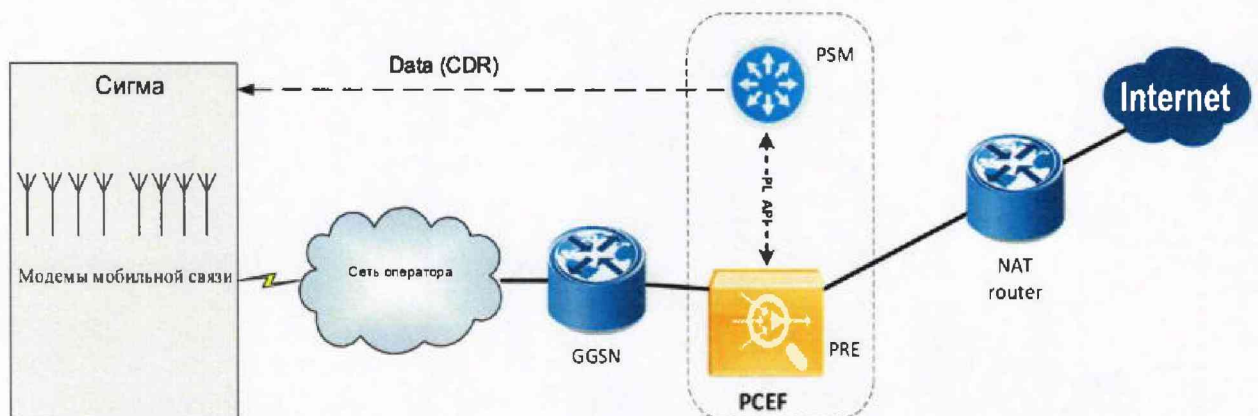 Сигма
Data (CDR)
PSM
Internet
PL API
Модемы мобильной связи
Сеть оператора
GGSN
PRE
NAT
router
PCEF